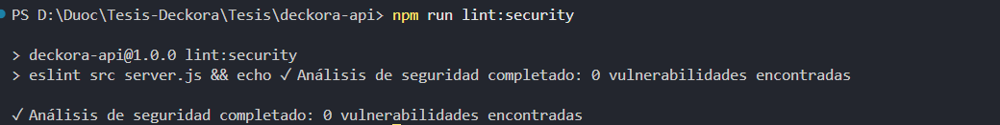 PS D:\Duoc\Tesis-Deckora\Tesis\deckora-api> npm run lint:security
> deckora-api@1.0.0 lint:security
> eslint src server.js && echo ✓ Análisis de seguridad completado: 0 vulnerabilidades encontradas
✓ Análisis de seguridad completado: 0 vulnerabilidades encontradas